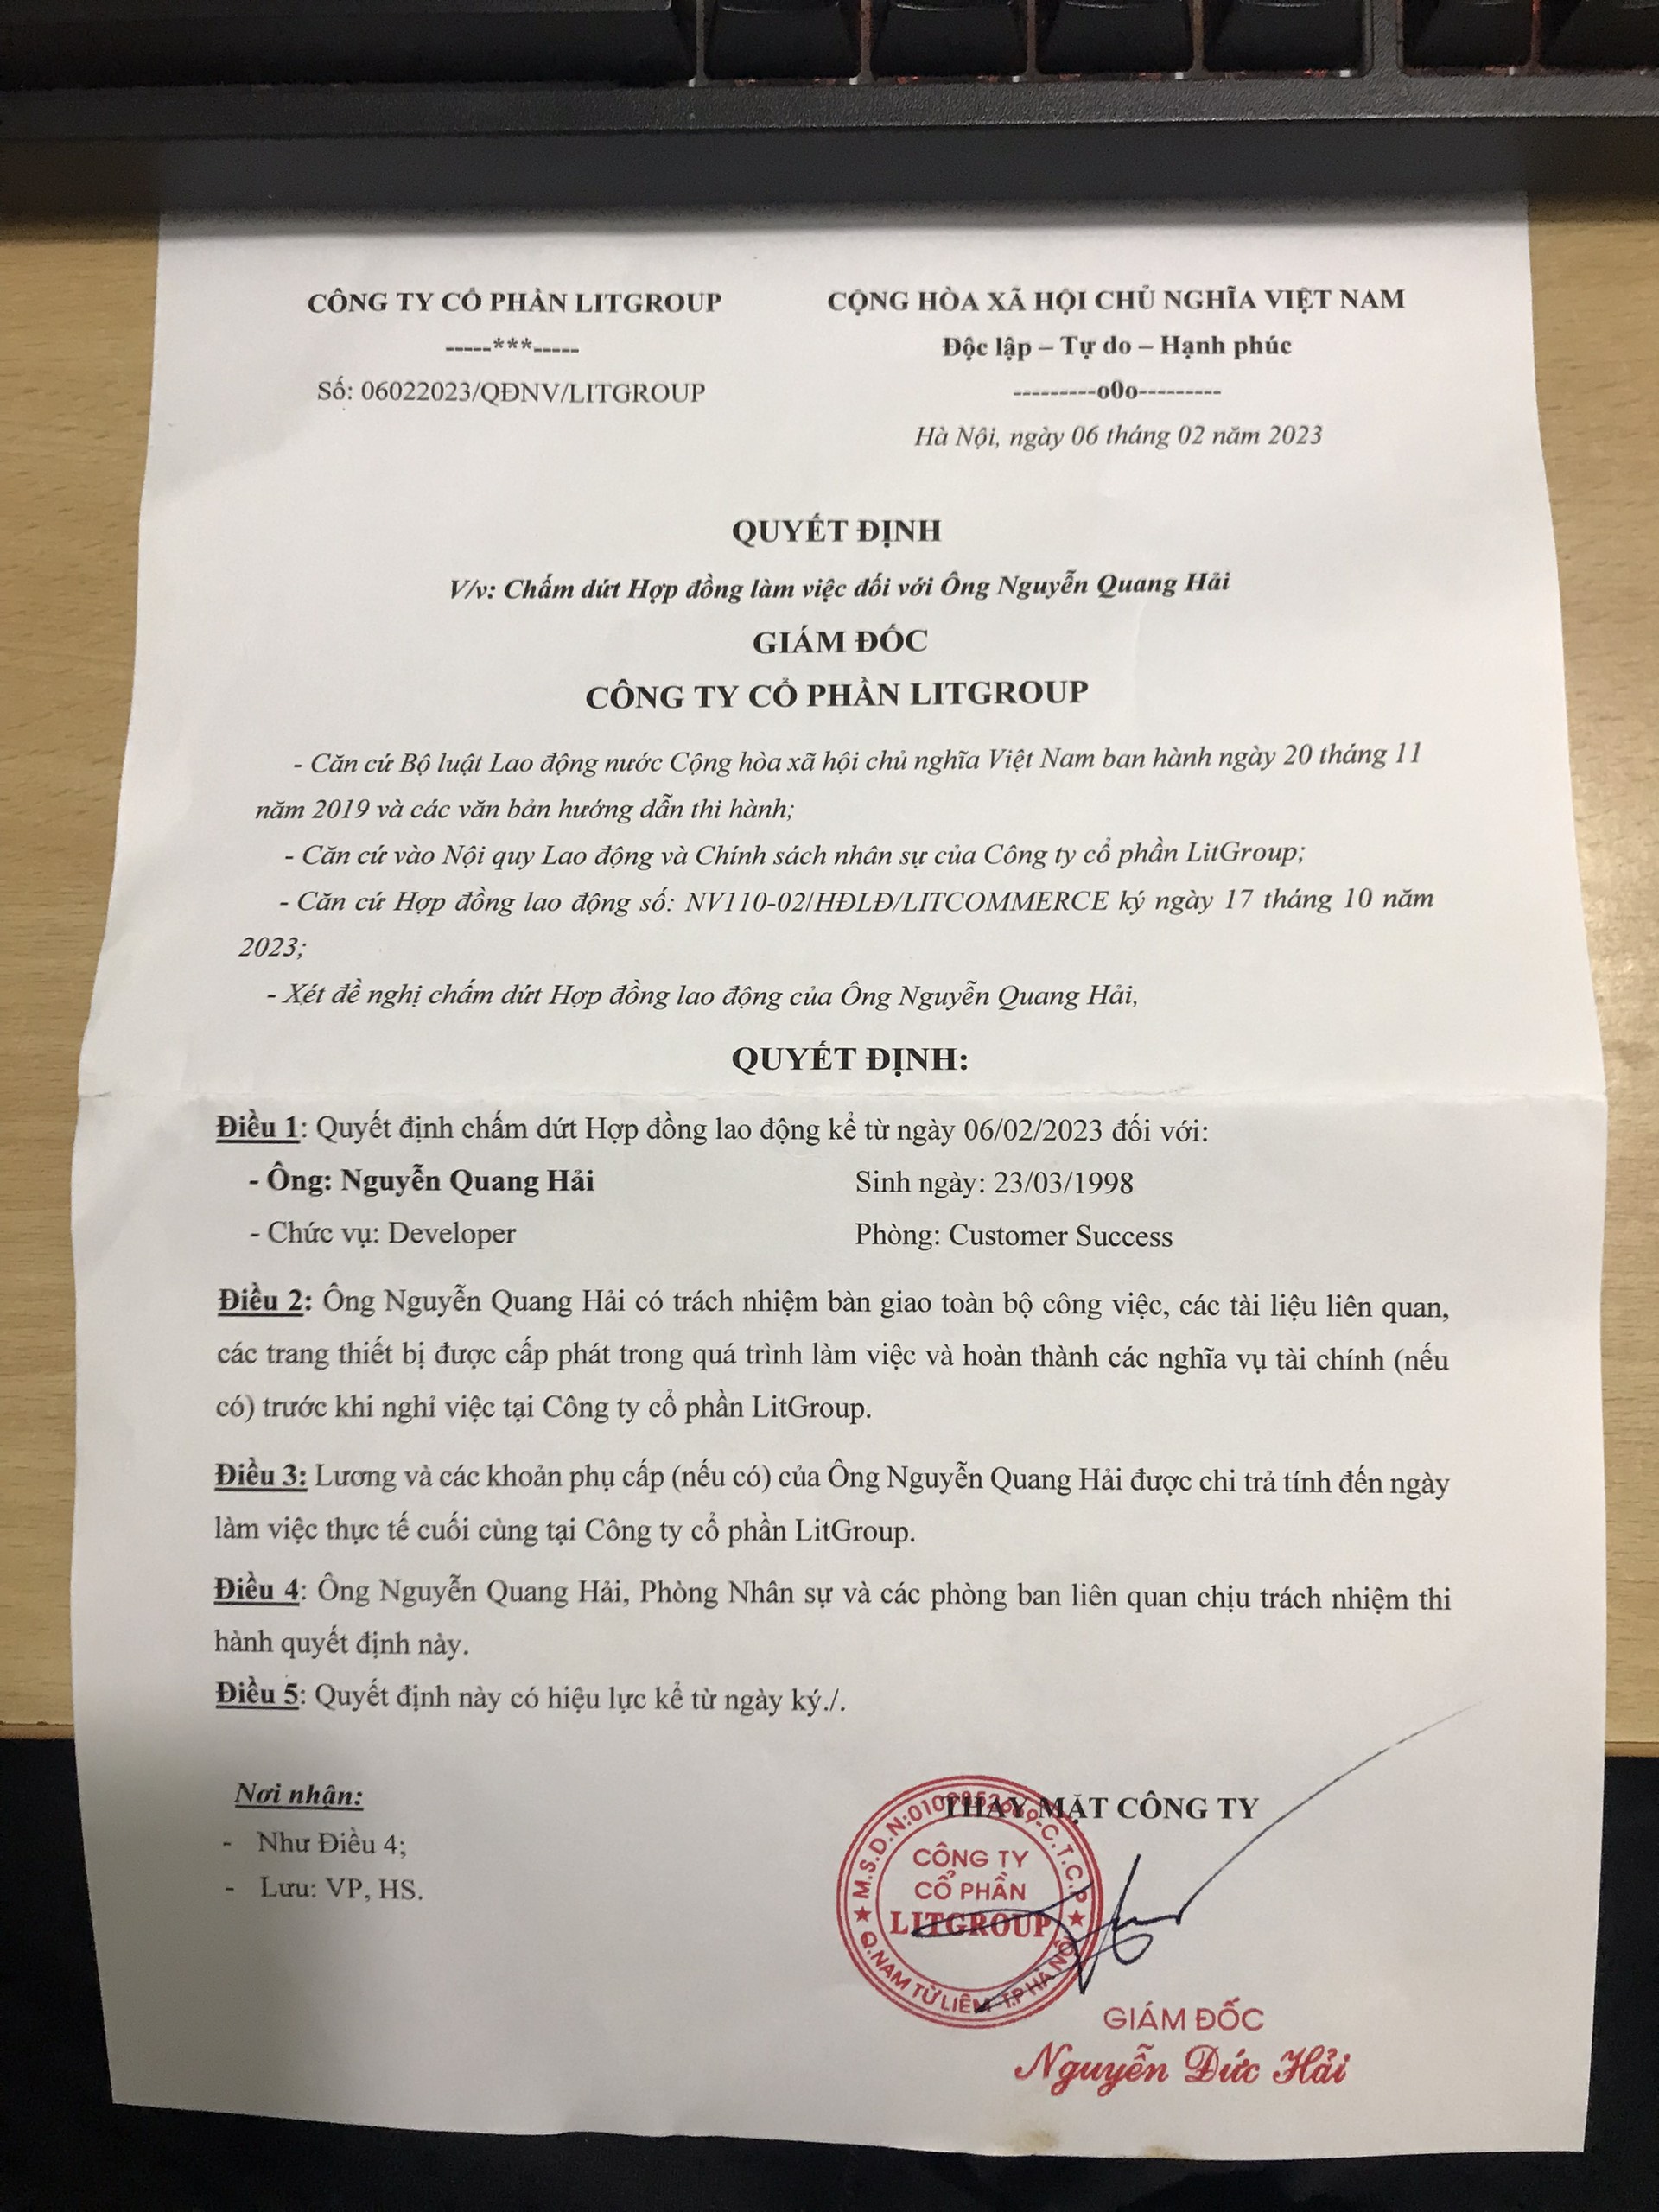 CÔNG TY CỔ PHẦN LITGROUP
-----***-----
Số: 06022023/QĐNV/LITGROUP
CỘNG HÒA XÃ HỘI CHỦ NGHĨA VIỆT NAM
Độc lập – Tự do – Hạnh phúc
---------o0o---------
Hà Nội, ngày 06 tháng 02 năm 2023
QUYẾT ĐỊNH
V/v: Chấm dứt Hợp đồng làm việc đối với Ông Nguyễn Quang Hải
GIÁM ĐỐC
CÔNG TY CỔ PHẦN LITGROUP
- Căn cứ Bộ luật Lao động nước Cộng hòa xã hội chủ nghĩa Việt Nam ban hành ngày 20 tháng 11
năm 2019 và các văn bản hướng dẫn thi hành;
- Căn cứ vào Nội quy Lao động và Chính sách nhân sự của Công ty cổ phần LitGroup;
- Căn cứ Hợp đồng lao động số: NV110-02/HĐLĐ/LITCOMMERCE ký ngày 17 tháng 10 năm
2023;
- Xét đề nghị chấm dứt Hợp đồng lao động của Ông Nguyễn Quang Hải,
QUYẾT ĐỊNH:
Điều 1: Quyết định chấm dứt Hợp đồng lao động kể từ ngày 06/02/2023 đối với:
- Ông: Nguyễn Quang Hải Sinh ngày: 23/03/1998
- Chức vụ: Developer Phòng: Customer Success
Điều 2: Ông Nguyễn Quang Hải có trách nhiệm bàn giao toàn bộ công việc, các tài liệu liên quan,
các trang thiết bị được cấp phát trong quá trình làm việc và hoàn thành các nghĩa vụ tài chính (nếu
có) trước khi nghỉ việc tại Công ty cổ phần LitGroup.
Điều 3: Lương và các khoản phụ cấp (nếu có) của Ông Nguyễn Quang Hải được chi trả tính đến ngày
làm việc thực tế cuối cùng tại Công ty cổ phần LitGroup.
Điều 4: Ông Nguyễn Quang Hải, Phòng Nhân sự và các phòng ban liên quan chịu trách nhiệm thi
hành quyết định này.
Điều 5: Quyết định này có hiệu lực kể từ ngày ký./.
Nơi nhận:
- Như Điều 4;
- Lưu: VP, HS.
THAY MẶT CÔNG TY
CÔNG TY
CỔ PHẦN
LITGROUP
Q.NAM TỪ LIÊM-T.P HÀ NỘI
GIÁM ĐỐC
Nguyễn Đức Hải